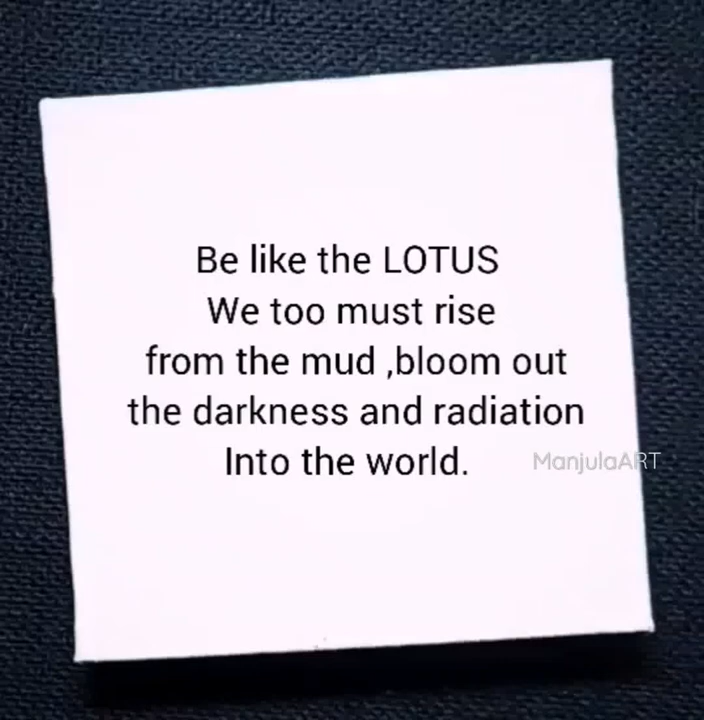 Be like the LOTUS
We too must rise
from the mud ,bloom out
the darkness and radiation
Into the world.
ManjulaART